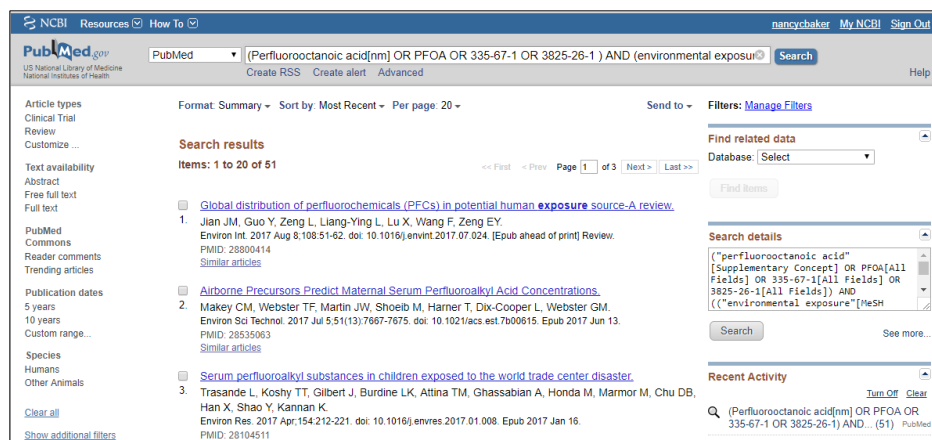 NCBI Resources How To nancycbaker My NCBI Sign Out
PubMed.gov
US National Library of Medicine
National Institutes of Health
PubMed (Perfluorooctanoic acid[nm] OR PFOA OR 335-67-1 OR 3825-26-1 ) AND (environmental exposu Search
Create RSS Create alert Advanced Help
Article types
Clinical Trial
Review
Customize ...
Text availability
Abstract
Free full text
Full text
PubMed
Commons
Reader comments
Trending articles
Publication dates
5 years
10 years
Custom range...
Species
Humans
Other Animals
Clear all
Show additional filters
Format: Summary Sort by: Most Recent Per page: 20 Send to
Search results
Items: 1 to 20 of 51
<< First < Prev Page 1 of 3 Next > Last >>
Global distribution of perfluorochemicals (PFCs) in potential human exposure source-A review.
1. Jian JM, Guo Y, Zeng L, Liang-Ying L, Lu X, Wang F, Zeng EY.
Environ Int. 2017 Aug 8;108:51-62. doi: 10.1016/j.envint.2017.07.024. [Epub ahead of print] Review.
PMID: 28800414
Similar articles
Airborne Precursors Predict Maternal Serum Perfluoroalkyl Acid Concentrations.
2. Makey CM, Webster TF, Martin JW, Shoeib M, Harner T, Dix-Cooper L, Webster GM.
Environ Sci Technol. 2017 Jul 5;51(13):7667-7675. doi: 10.1021/acs.est.7b00615. Epub 2017 Jun 13.
PMID: 28535063
Similar articles
Serum perfluoroalkyl substances in children exposed to the world trade center disaster.
3. Trasande L, Koshy TT, Gilbert J, Burdine LK, Attina TM, Ghassabian A, Honda M, Marmor M, Chu DB,
Han X, Shao Y, Kannan K.
Environ Res. 2017 Apr;154:212-221. doi: 10.1016/j.envres.2017.01.008. Epub 2017 Jan 16.
PMID: 28104511
Filters: Manage Filters
Find related data
Database: Select
Find items
Search details
("perfluorooctanoic acid"
[Supplementary Concept] OR PFOA[All
Fields] OR 335-67-1[All Fields] OR
3825-26-1[All Fields]) AND
(("environmental exposure"[MeSH
Search See more...
Recent Activity
Turn Off Clear
(Perfluorooctanoic acid[nm] OR PFOA OR
335-67-1 OR 3825-26-1) AND... (51) PubMed